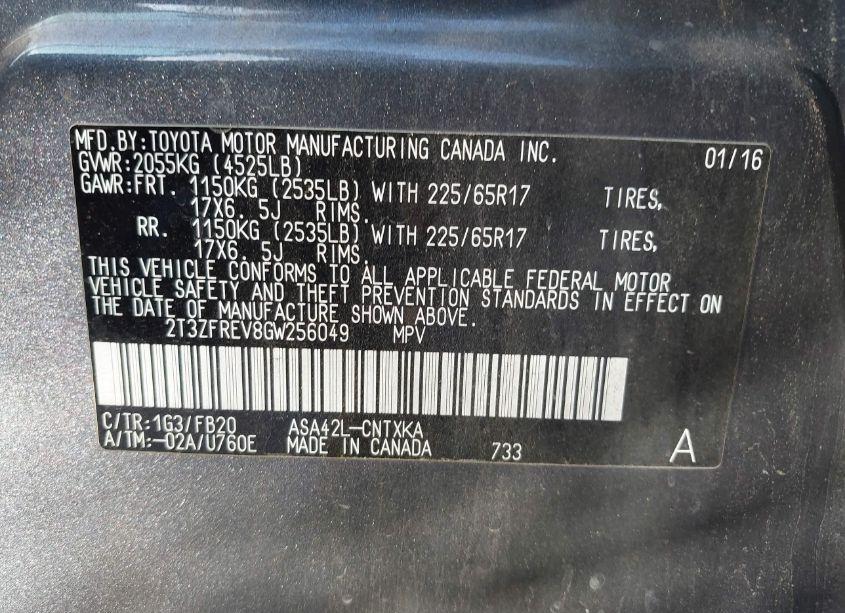 MFD.BY:TOYOTA MOTOR MANUFACTURING CANADA INC. 01/16
GVWR:2055KG (4525LB)
GAWR:FRT. 1150KG (2535LB) WITH 225/65R17 TIRES,
17X6. 5J RIMS.
RR. 1150KG (2535LB) WITH 225/65R17 TIRES,
17X6. 5J RIMS.
THIS VEHICLE CONFORMS TO ALL APPLICABLE FEDERAL MOTOR
VEHICLE SAFETY AND THEFT PREVENTION STANDARDS IN EFFECT ON
THE DATE OF MANUFACTURE SHOWN ABOVE.
2T3ZFREV8GW256049 MPV
C/TR:1G3/FB20 ASA42L-CNTXKA
A/TM:-02A/U760E MADE IN CANADA 733 A